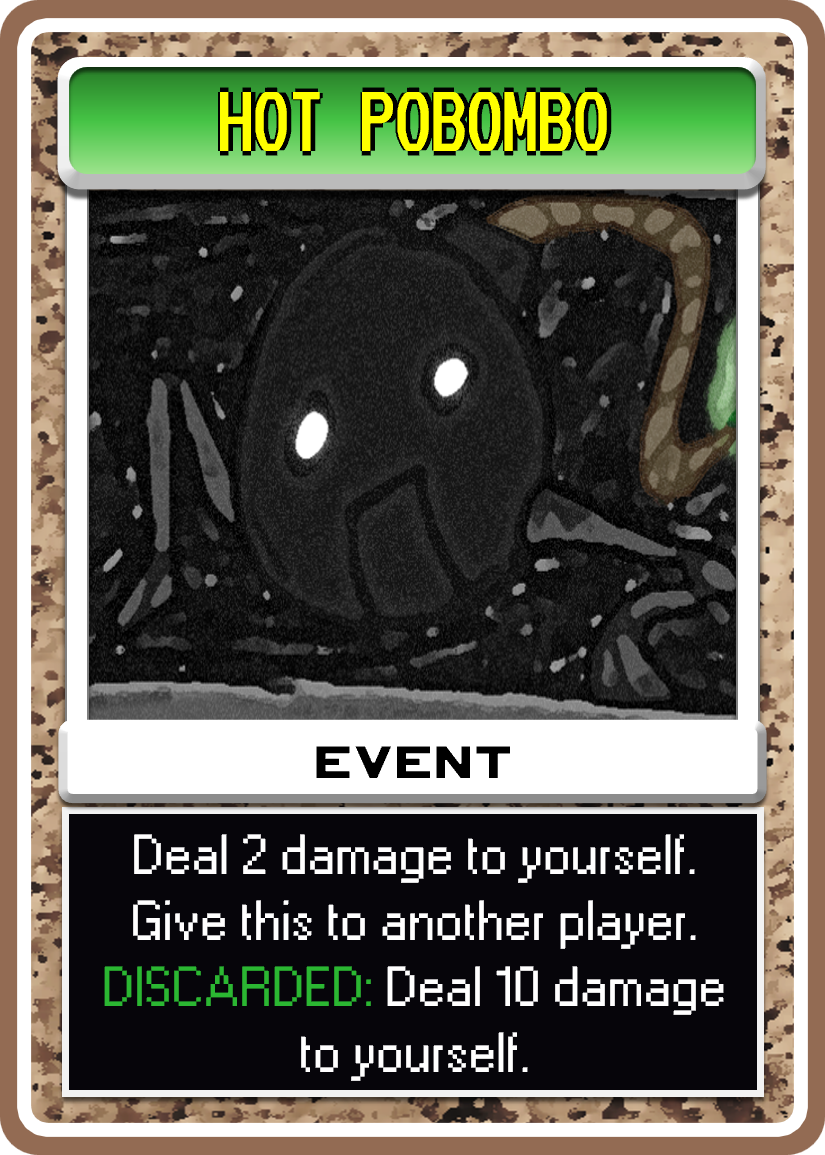 HOT POBOMBO
EVENT
Deal 2 damage to yourself.
Give this to another player.
DISCARDED: Deal 10 damage
to yourself.